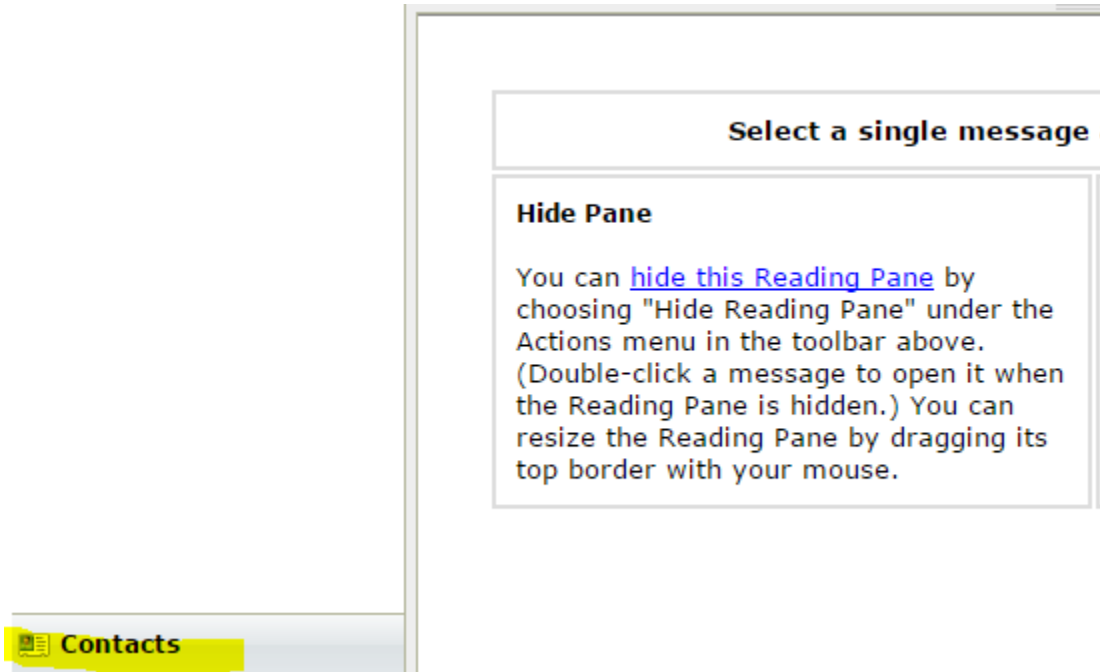 Select a single message
Hide Pane
You can hide this Reading Pane by
choosing "Hide Reading Pane" under the
Actions menu in the toolbar above.
(Double-click a message to open it when
the Reading Pane is hidden.) You can
resize the Reading Pane by dragging its
top border with your mouse.
Contacts